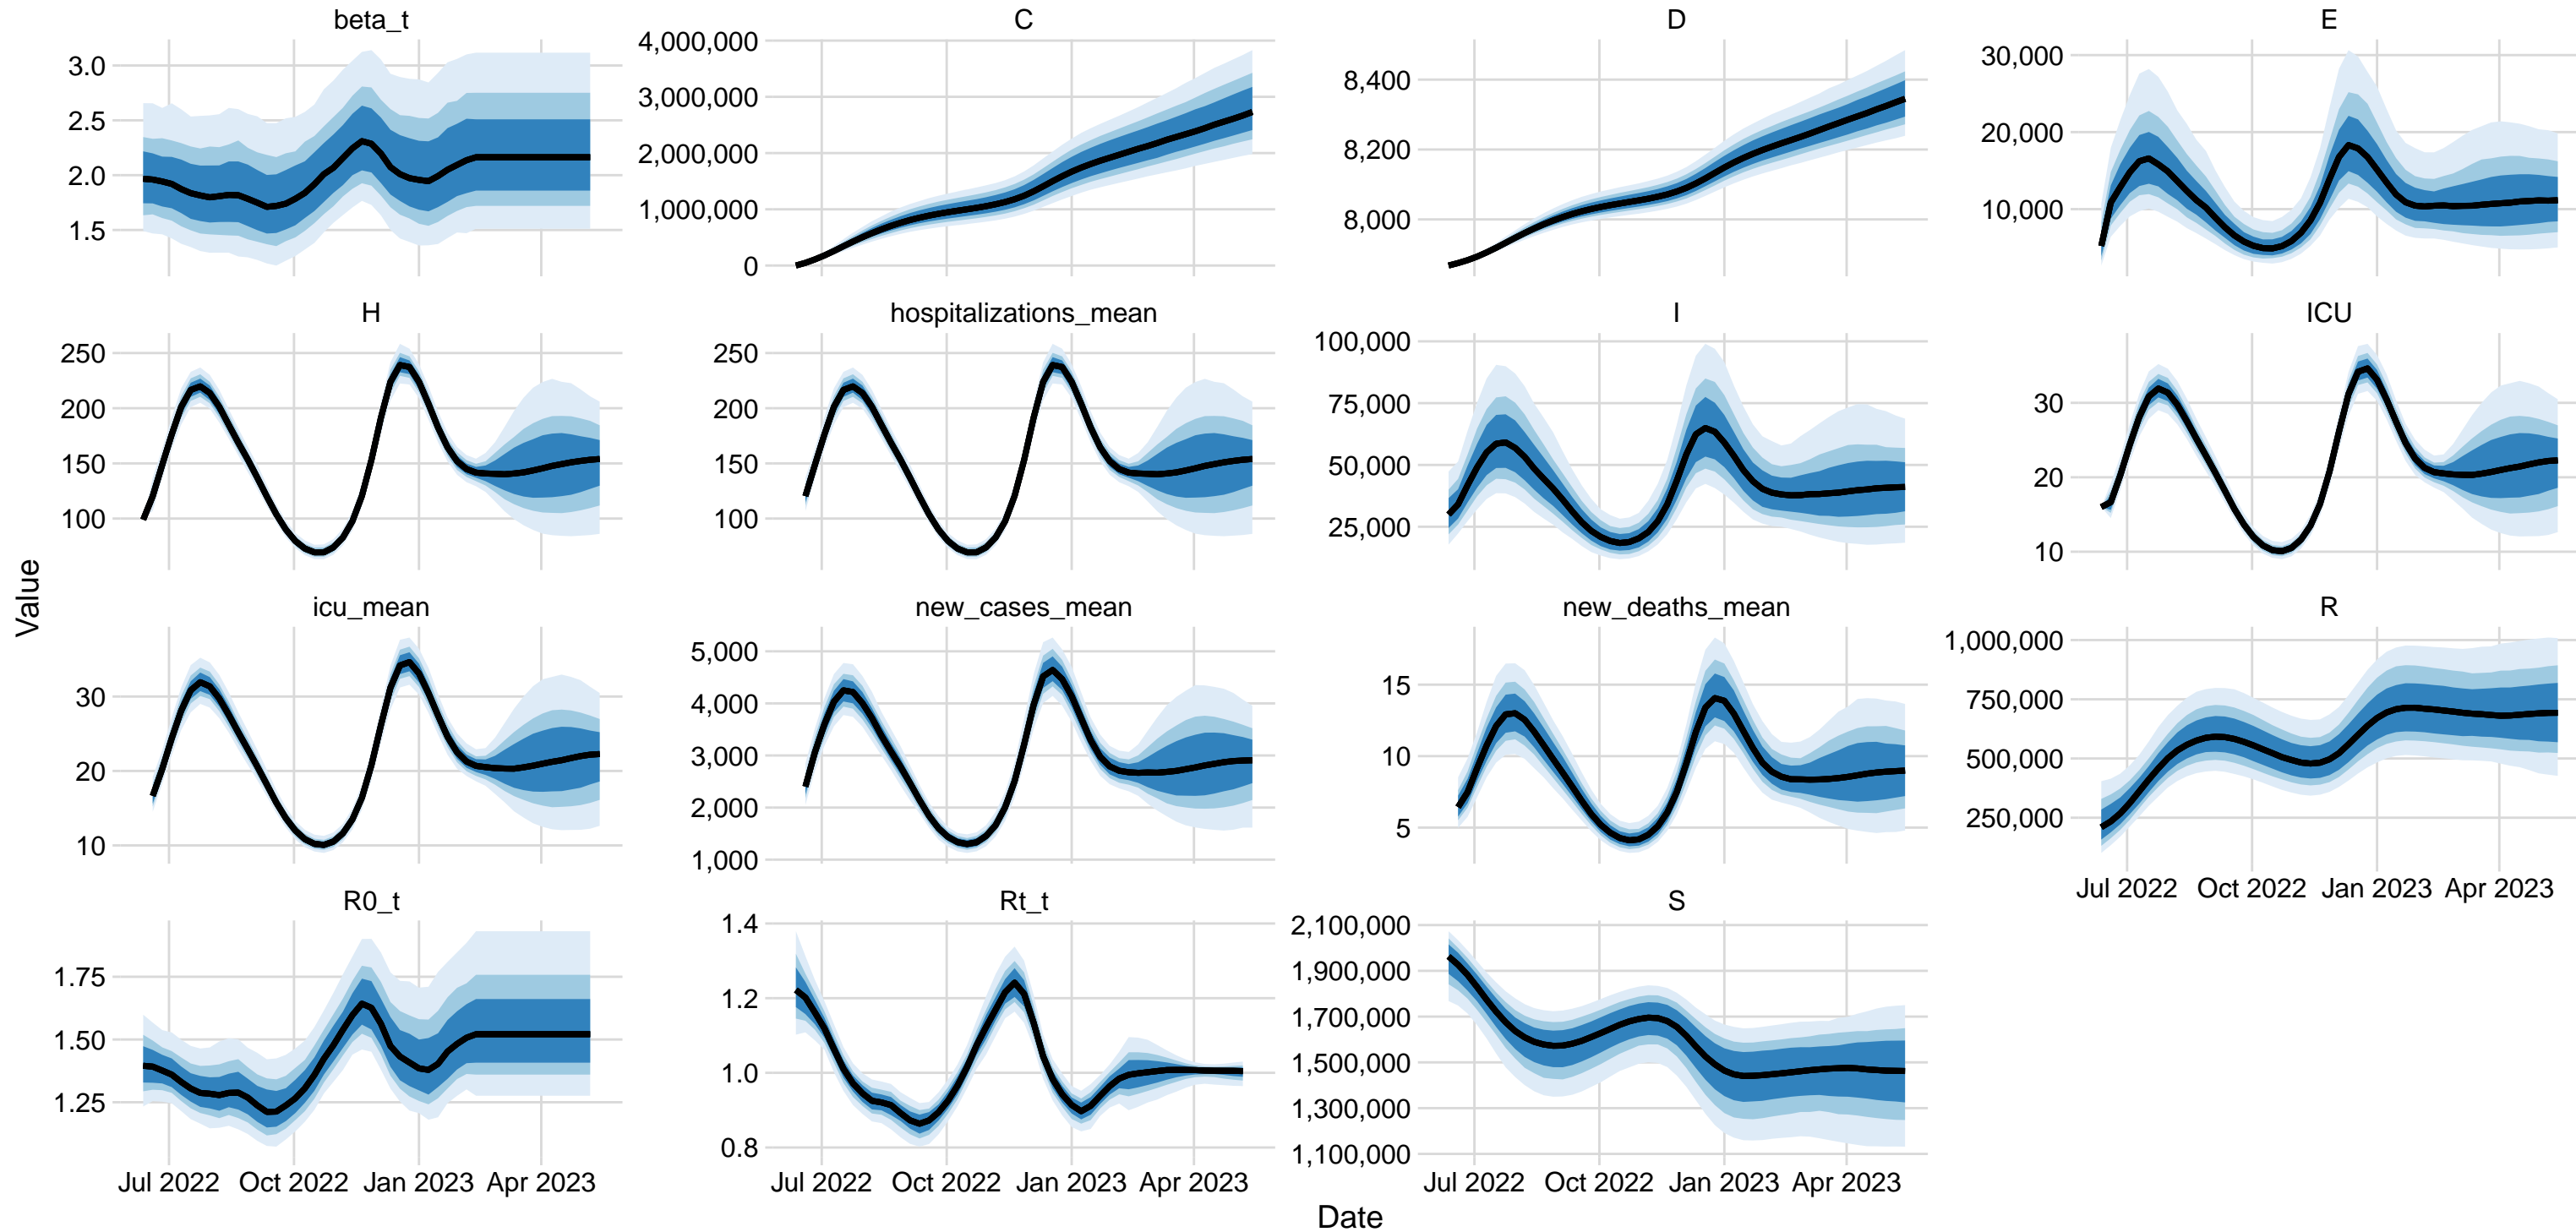 beta_t
C
D
E
3.0
2.5
2.0
1.5
4,000,000
3,000,000
2,000,000
1,000,000
0
8,400
8,200
8,000
30,000
20,000
10,000
H
hospitalizations_mean
I
ICU
250
200
150
100
250
200
150
100
100,000
75,000
50,000
25,000
30
20
10
Value
icu_mean
new_cases_mean
new_deaths_mean
R
30
20
10
5,000
4,000
3,000
2,000
1,000
15
10
5
1,000,000
750,000
500,000
250,000
Jul 2022 Oct 2022 Jan 2023 Apr 2023
R0_t
Rt_t
S
1.75
1.50
1.25
1.4
1.2
1.0
0.8
2,100,000
1,900,000
1,700,000
1,500,000
1,300,000
1,100,000
Jul 2022 Oct 2022 Jan 2023 Apr 2023
Jul 2022 Oct 2022 Jan 2023 Apr 2023
Jul 2022 Oct 2022 Jan 2023 Apr 2023
Date